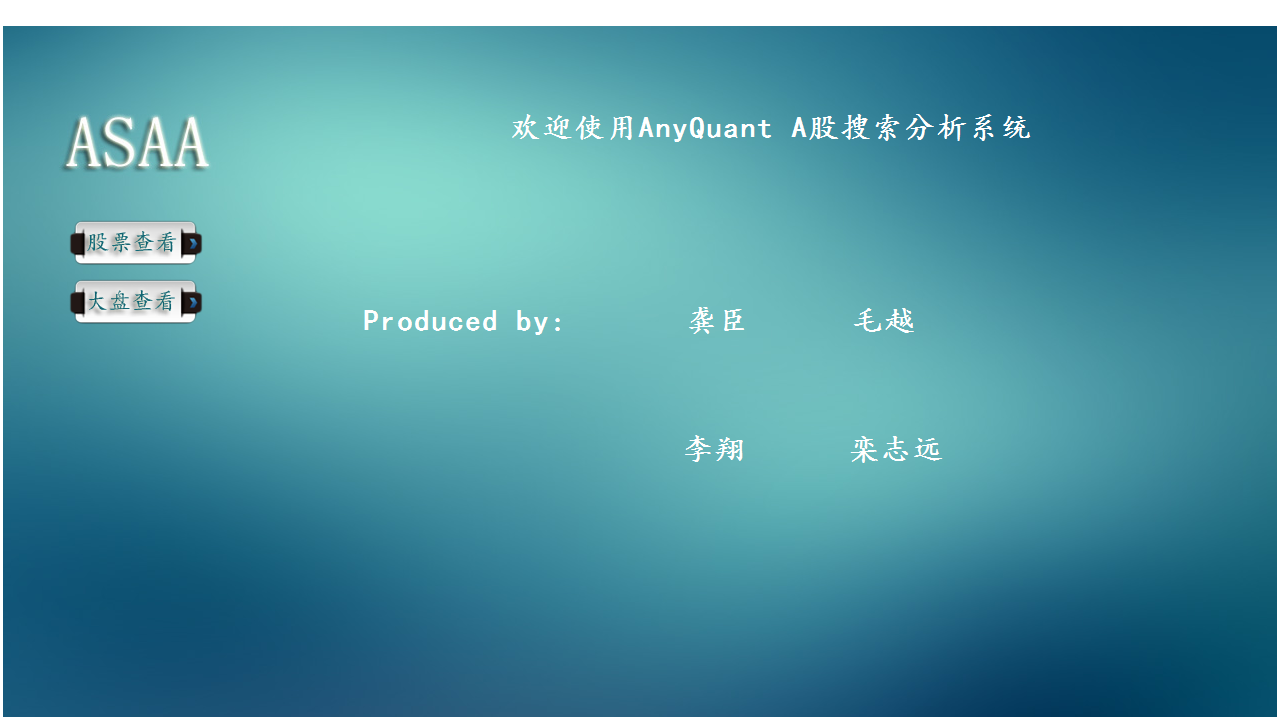 ASAA
欢迎使用AnyQuant A股搜索分析系统
股票查看
大盘查看
Produced by: 龚臣 毛越
李翔 栾志远